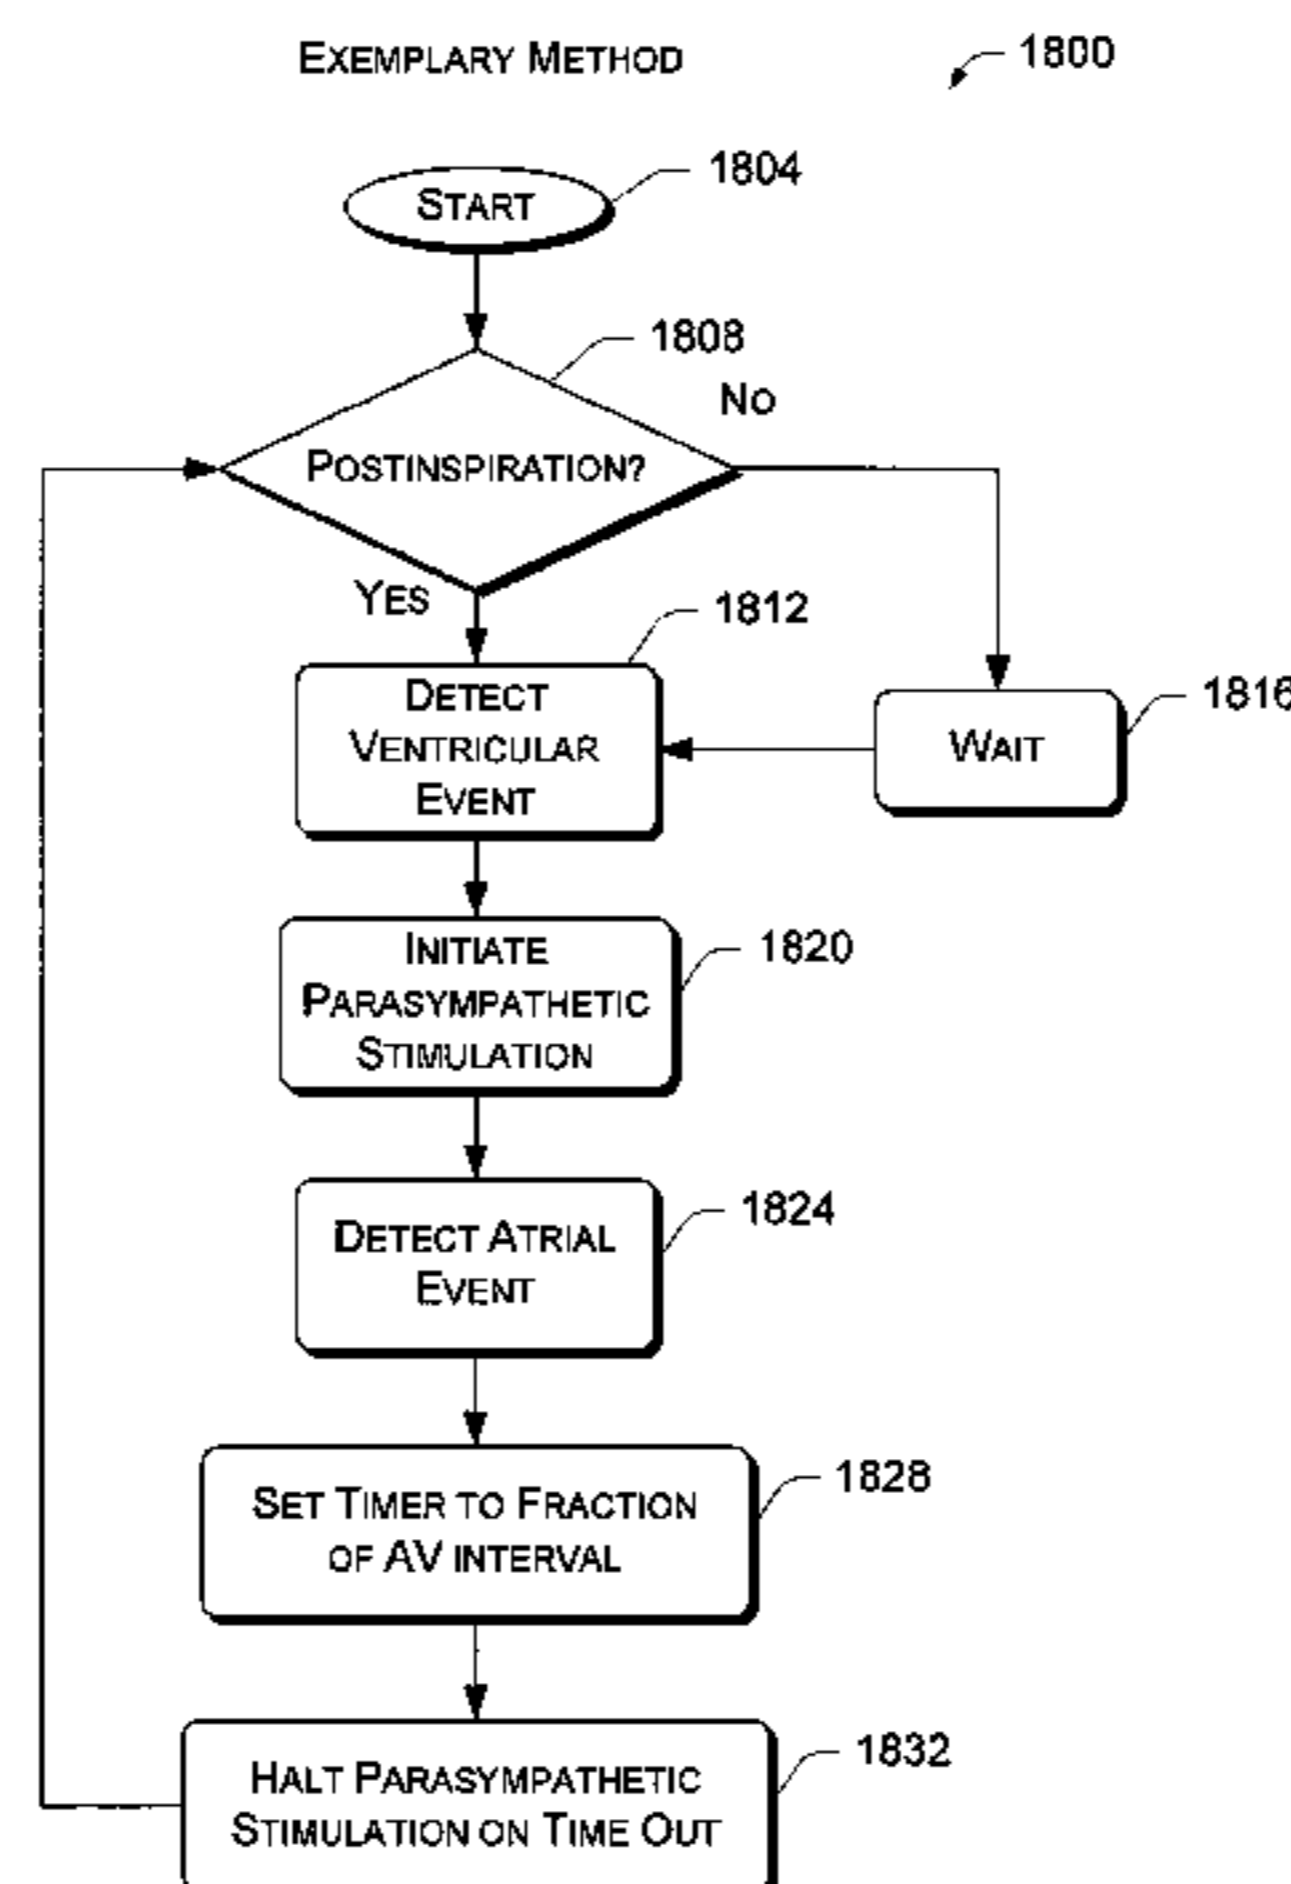 EXEMPLARY METHOD
1800
START
1804
1808
NO
POSTINSPIRATION?
YES
1812
DETECT
VENTRICULAR
EVENT
1816
WAIT
INITIATE
PARASYMPATHETIC
STIMULATION
1820
DETECT ATRIAL
EVENT
1824
SET TIMER TO FRACTION
OF AV INTERVAL
1828
HALT PARASYMPATHETIC
STIMULATION ON TIME OUT
1832